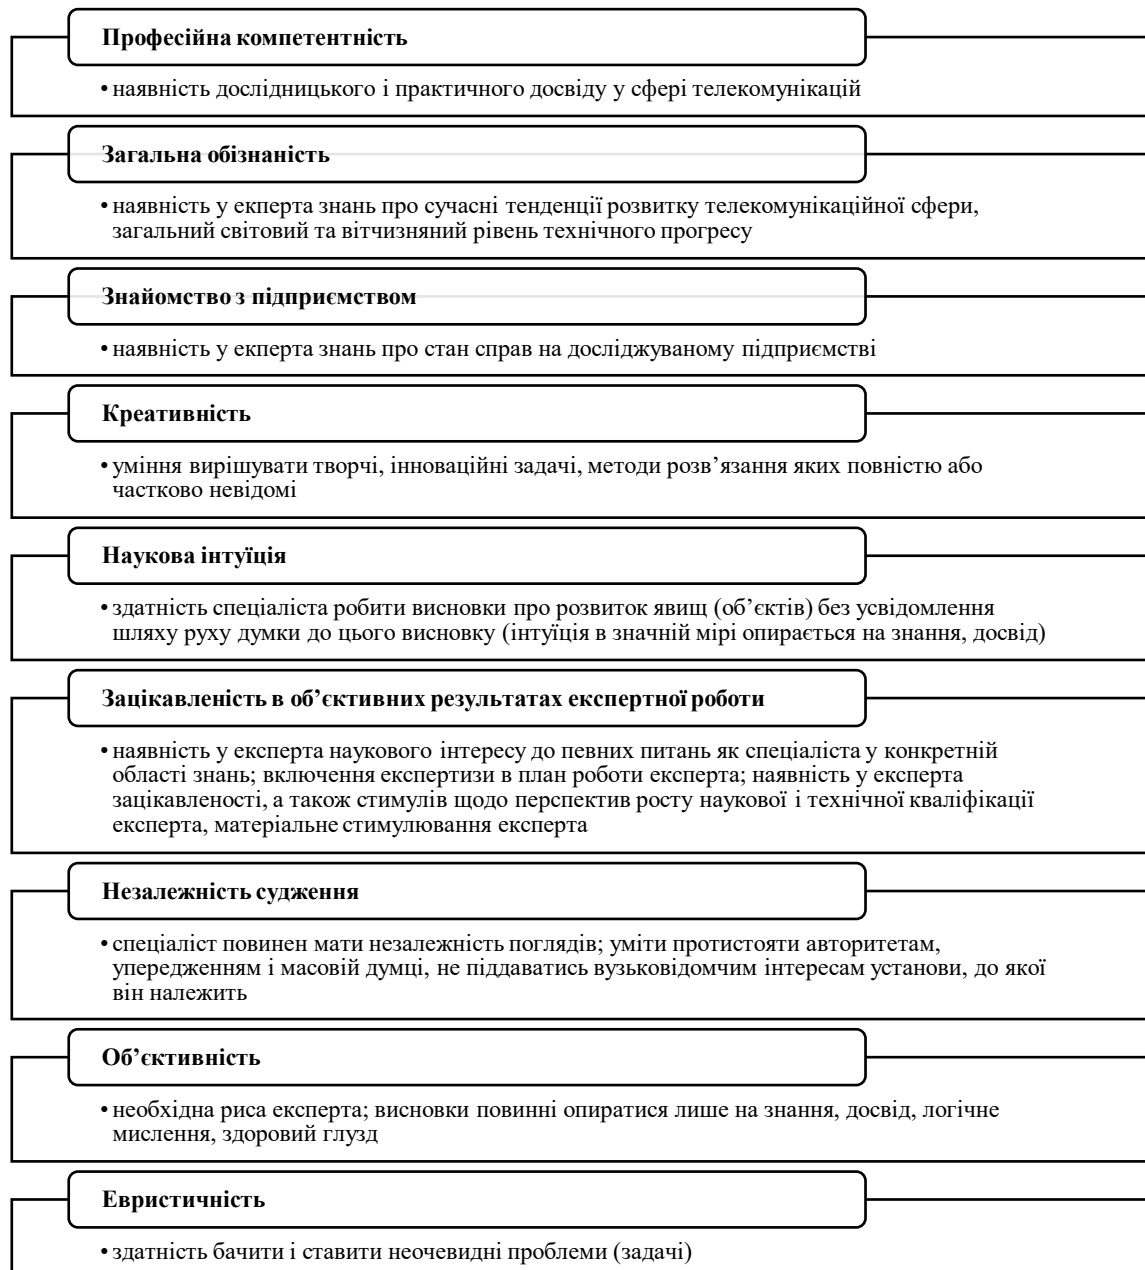 Професійна компетентність
• наявність дослідницького і практичного досвіду у сфері телекомунікацій
Загальна обізнаність
• наявність у експерта знань про сучасні тенденції розвитку телекомунікаційної сфери,
загальний світовий та вітчизняний рівень технічного прогресу
Знайомство з підприємством
• наявність у експерта знань про стан справ на досліджуваному підприємстві
Креативність
• уміння вирішувати творчі, інноваційні задачі, методи розв’язання яких повністю або
частково невідомі
Наукова інтуїція
• здатність спеціаліста робити висновки про розвиток явищ (об’єктів) без усвідомлення
шляху руху думки до цього висновку (інтуїція в значній мірі опирається на знання, досвід)
Зацікавленість в об’єктивних результатах експертної роботи
• наявність у експерта наукового інтересу до певних питань як спеціаліста у конкретній
області знань; включення експертизи в план роботи експерта; наявність у експерта
зацікавленості, а також стимулів щодо перспектив росту наукової і технічної кваліфікації
експерта, матеріальне стимулювання експерта
Незалежність судження
• спеціаліст повинен мати незалежність поглядів; уміти протистояти авторитетам,
упередженням і масовій думці, не піддаватись вузьковідомчим інтересам установи, до якої
він належить
Об’єктивність
• необхідна риса експерта; висновки повинні опиратися лише на знання, досвід, логічне
мислення, здоровий глузд
Евристичність
• здатність бачити і ставити неочевидні проблеми (задачі)